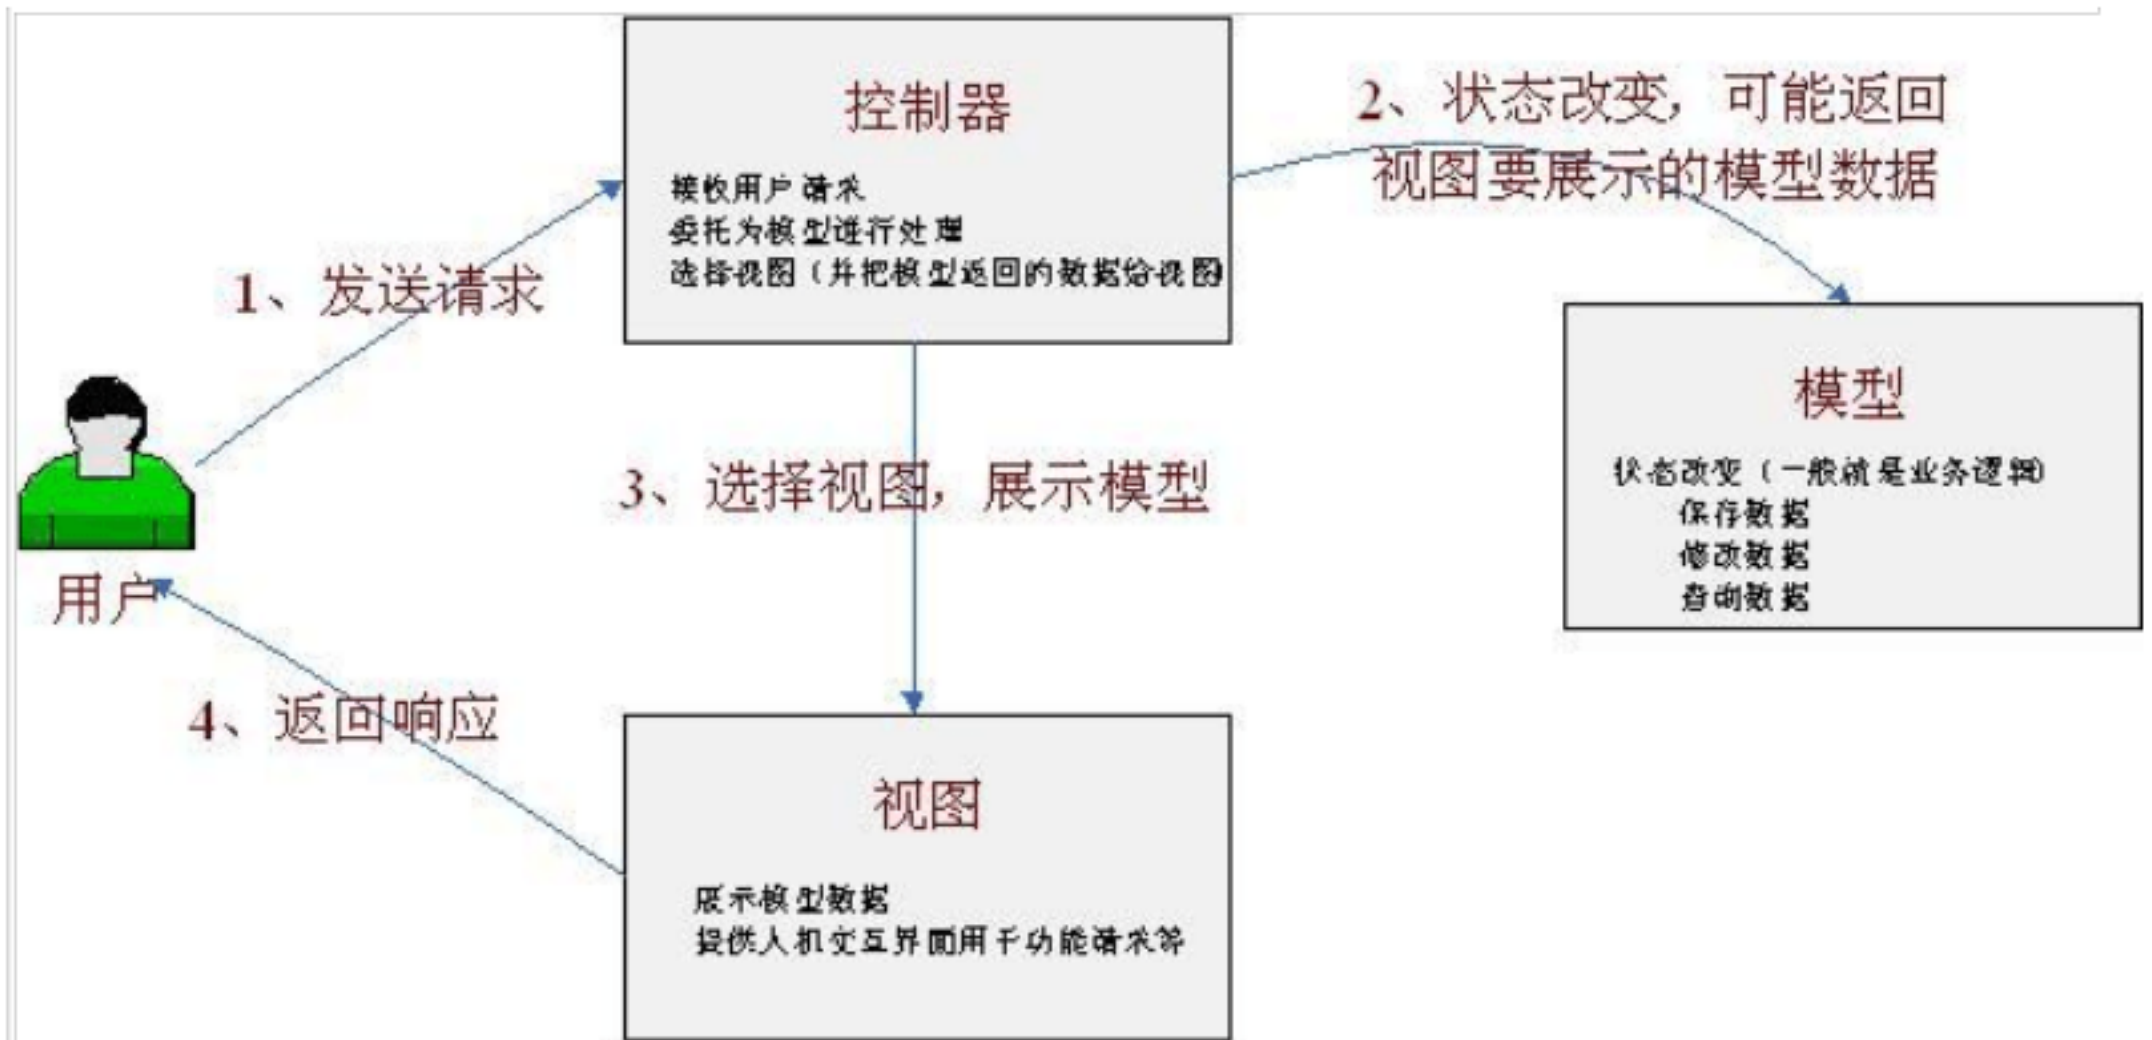 控制器
接收用户请求
委托为模型进行处理
选择视图（并把模型返回的数据给视图）
2、状态改变，可能返回
视图要展示的模型数据
1、发送请求
模型
状态改变（一般就是业务逻辑）
保存数据
修改数据
查询数据
3、选择视图，展示模型
用户
4、返回响应
视图
展示模型数据
提供人机交互界面用于功能请求等